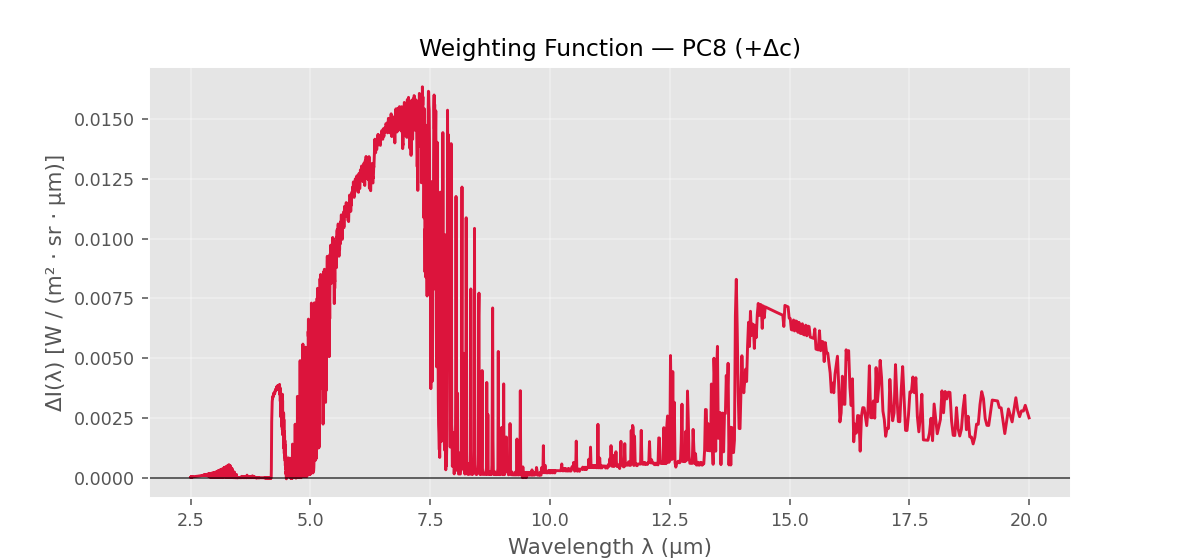 Weighting Function — PC8 (+Δc)
ΔI(λ) [W / (m² · sr · μm)]
0.0150
0.0125
0.0100
0.0075
0.0050
0.0025
0.0000
2.5 5.0 7.5 10.0 12.5 15.0 17.5 20.0
Wavelength λ (μm)